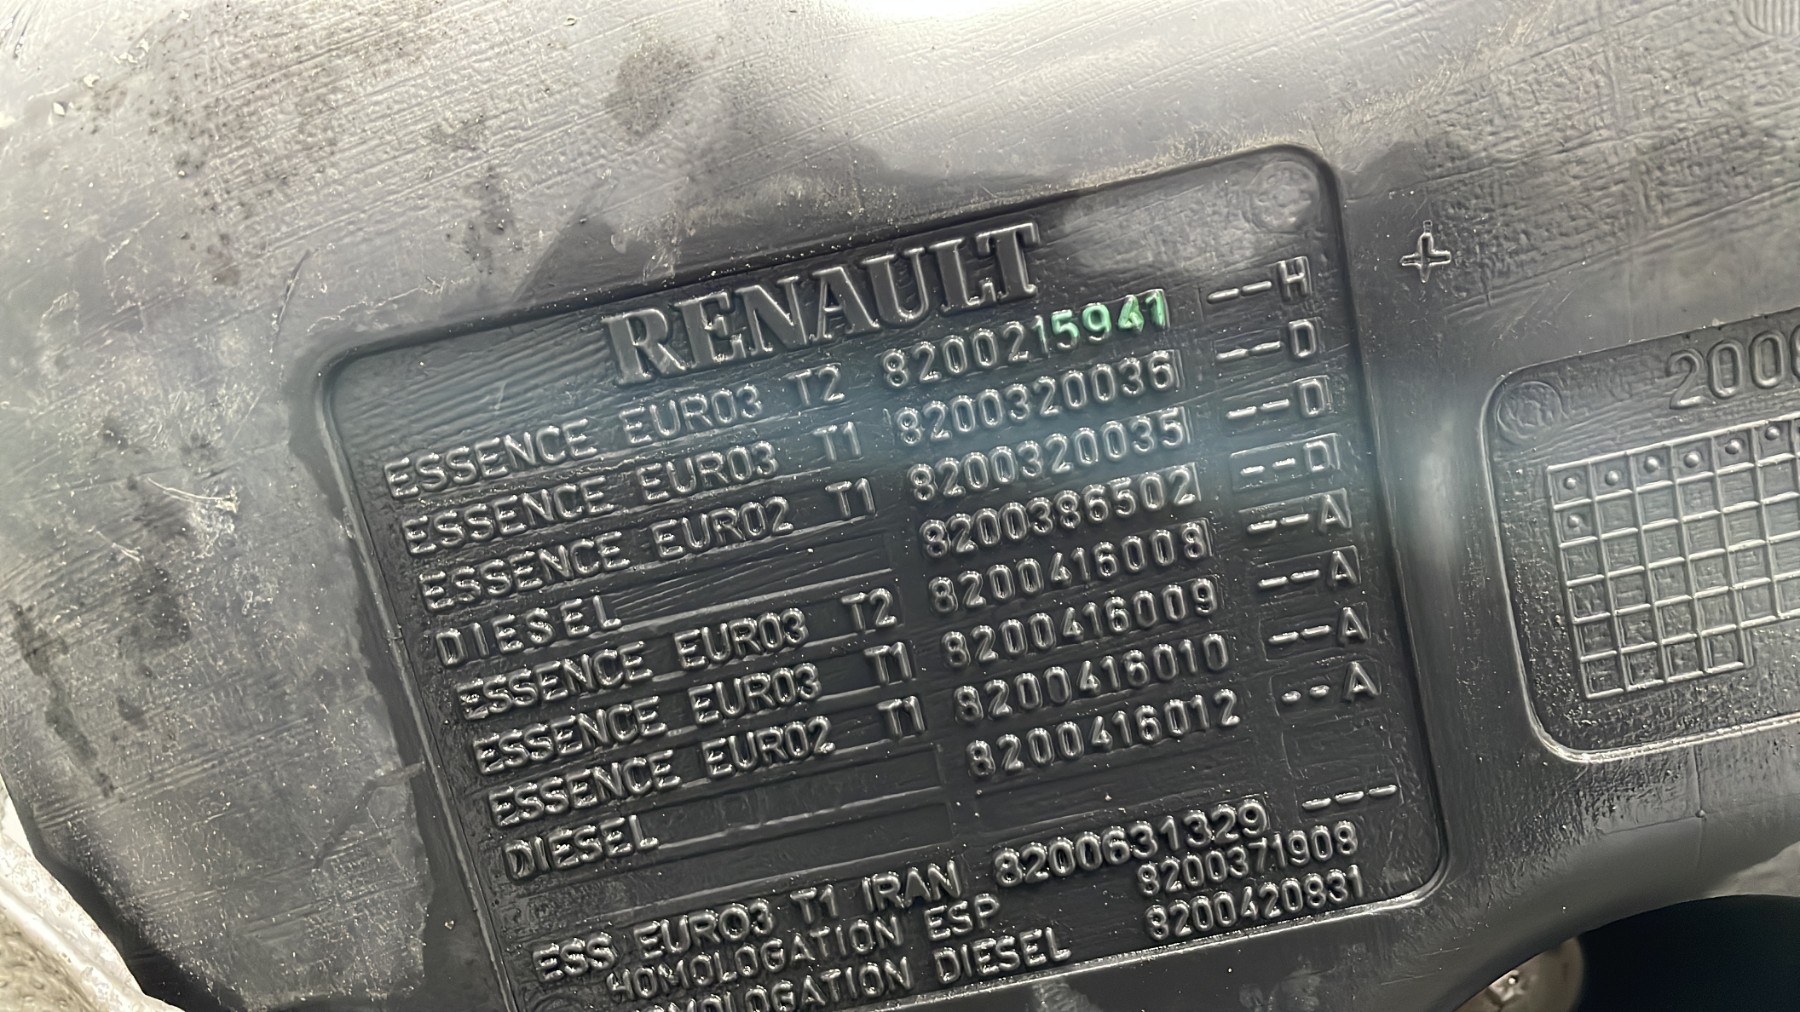 RENAULT
ESSENCE EURO3 T2 8200215941 --H
ESSENCE EURO3 T1 8200320036 --D
ESSENCE EURO2 T1 8200320035 --D
DIESEL 8200386502 --D
ESSENCE EURO3 T2 8200416008 --A
ESSENCE EURO3 T1 8200416009 --A
ESSENCE EURO2 T1 8200416010 --A
DIESEL 8200416012 --A
ESS EURO3 T1 IRAN 8200631329 ---
HOMOLOGATION ESP 8200371908
HOMOLOGATION DIESEL 8200420831
2008